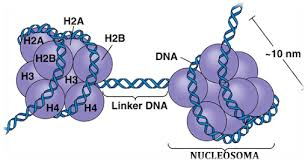 H2A
H2A
H2B
H2B
H3
H3
H4
H4
DNA
~10 nm
Linker DNA
NUCLEOSOMA